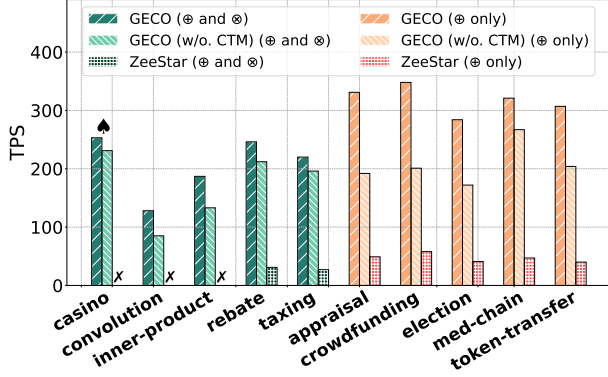 GECO (⊕ and ⊗)
GECO (w/o. CTM) (⊕ and ⊗)
ZeeStar (⊕ and ⊗)
GECO (⊕ only)
GECO (w/o. CTM) (⊕ only)
ZeeStar (⊕ only)
TPS
400
300
200
100
0
♠
✗ ✗ ✗
casino
convolution
inner-product
rebate
taxing
appraisal
crowdfunding
election
med-chain
token-transfer